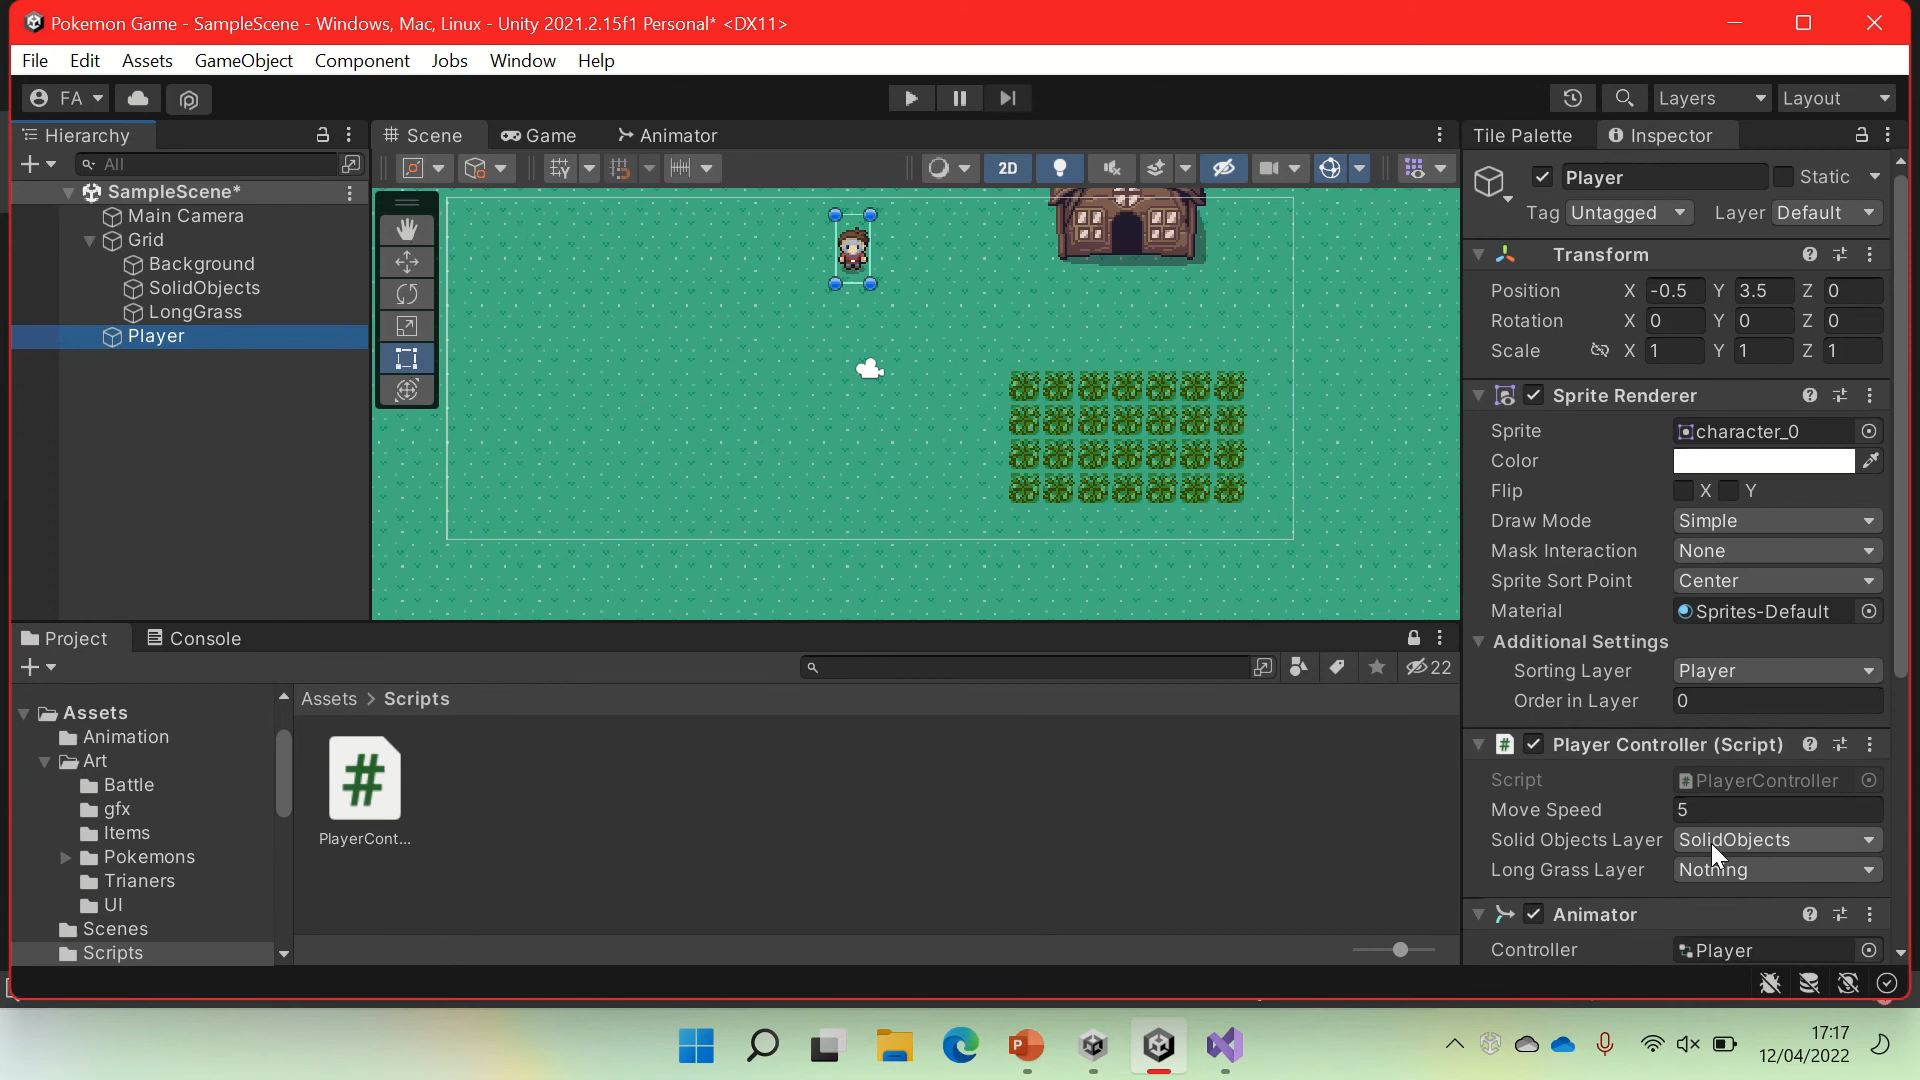 Pokemon Game - SampleScene - Windows, Mac, Linux - Unity 2021.2.15f1 Personal* <DX11>
File Edit Assets GameObject Component Jobs Window Help
FA Layers Layout
Hierarchy
All
SampleScene*
Main Camera
Grid
Background
SolidObjects
LongGrass
Player
Scene Game Animator
2D
Tile Palette Inspector
Player Static
Tag Untagged Layer Default
Transform
Position X -0.5 Y 3.5 Z 0
Rotation X 0 Y 0 Z 0
Scale X 1 Y 1 Z 1
Sprite Renderer
Sprite character_0
Color
Flip X Y
Draw Mode Simple
Mask Interaction None
Sprite Sort Point Center
Material Sprites-Default
Additional Settings
Sorting Layer Player
Order in Layer 0
Player Controller (Script)
Script PlayerController
Move Speed 5
Solid Objects Layer SolidObjects
Long Grass Layer Nothing
Animator
Controller Player
Project Console
22
Assets
Animation
Art
Battle
gfx
Items
Pokemons
Trianers
UI
Scenes
Scripts
Assets > Scripts
PlayerCont...
17:17
12/04/2022